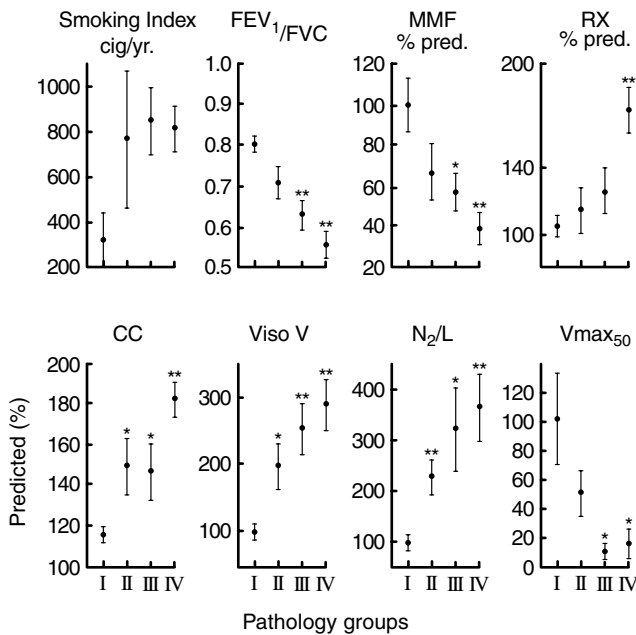 Smoking Index
cig/yr.
FEV1/FVC
MMF
% pred.
RX
% pred.
1000
800
600
400
200
1.0
0.9
0.8
0.7
0.6
0.5
120
100
80
60
40
20
200
140
100
** ** * ** **
CC
Viso V
N2/L
Vmax50
Predicted (%)
200
180
160
140
120
100
300
200
100
400
300
200
100
120
100
80
60
40
20
0
* * ** * ** ** ** * ** * *
I II III IV I II III IV I II III IV I II III IV
Pathology groups